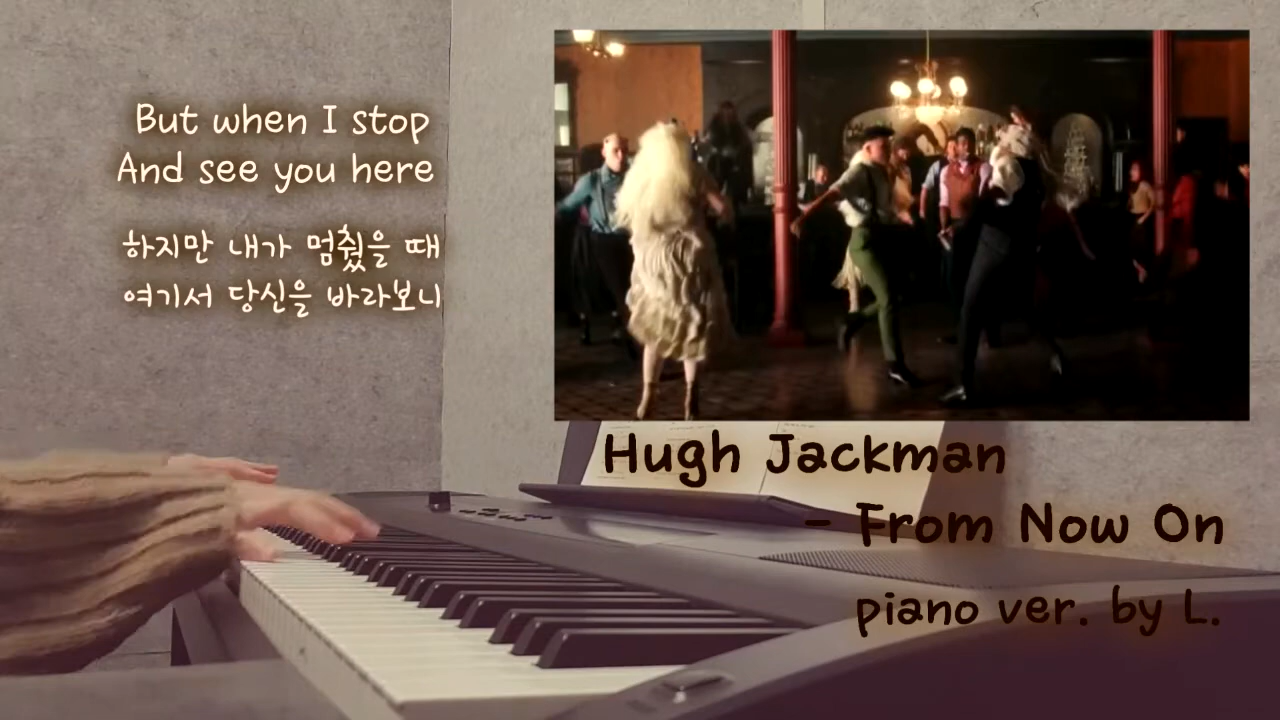 But when I stop
And see you here
하지만 내가 멈췄을 때
여기서 당신을 바라보니
Hugh Jackman
- From Now On
piano ver. by L.